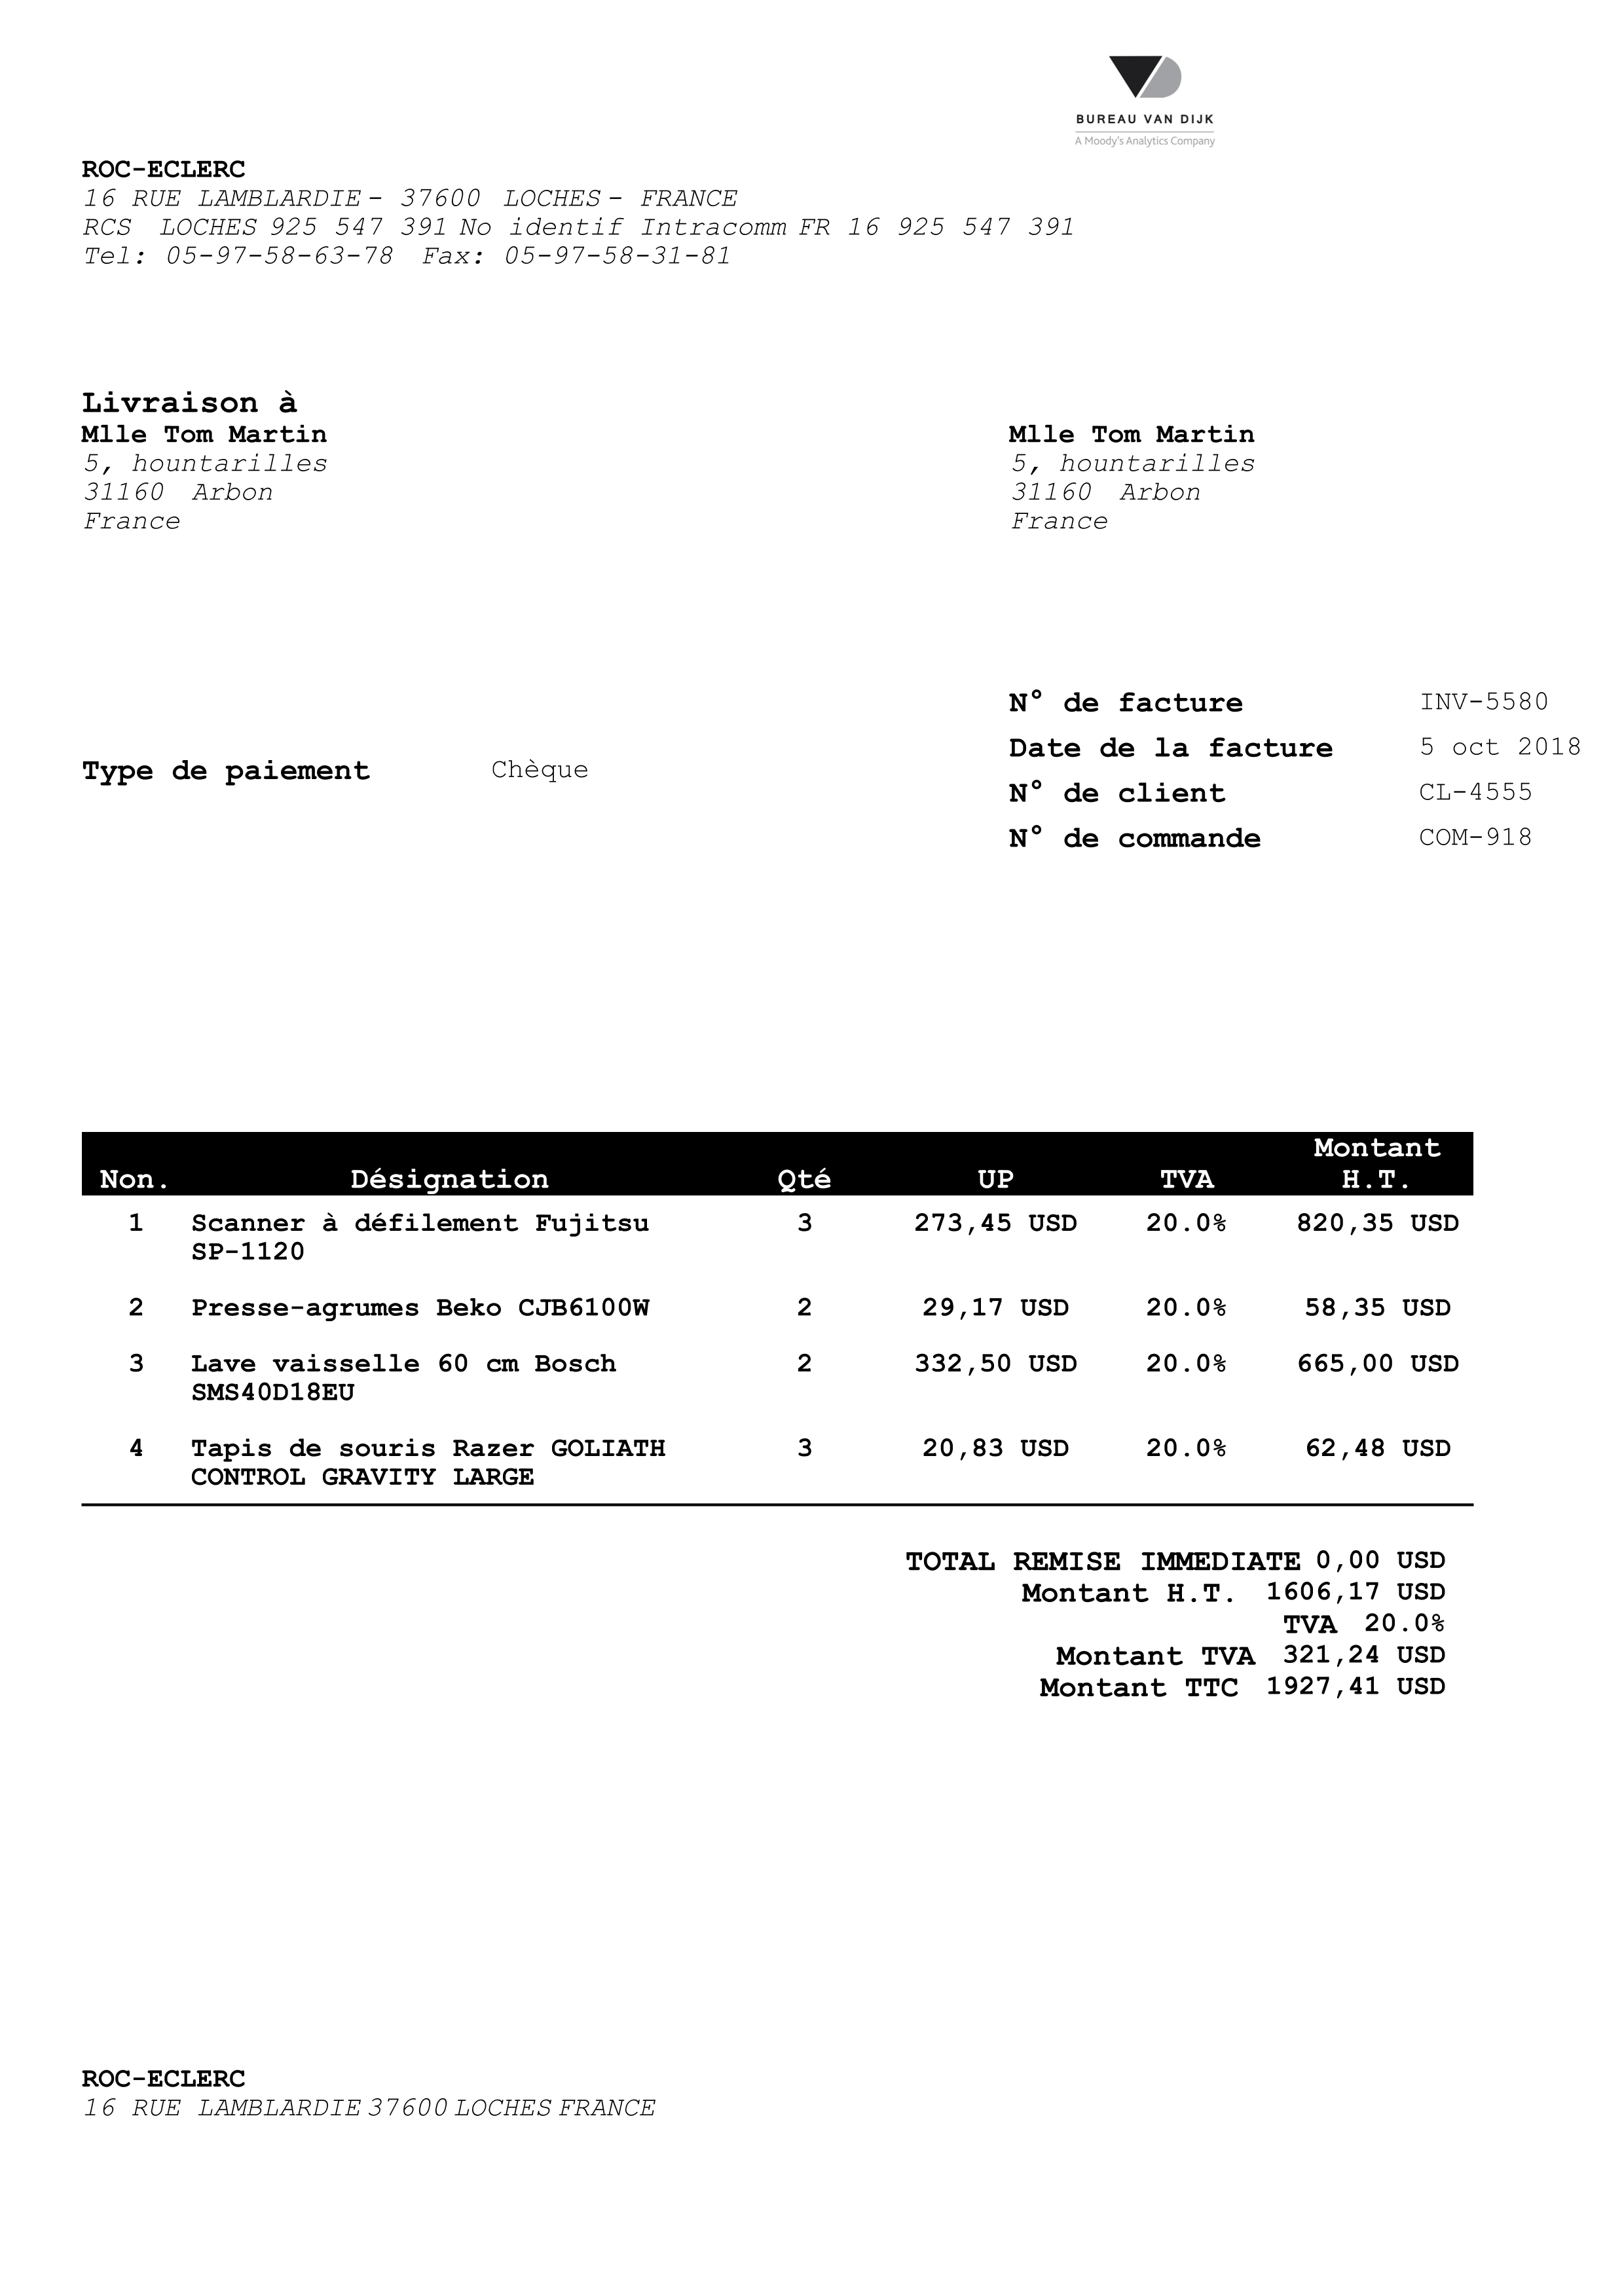 BUREAU VAN DIJK
A Moody's Analytics Company
ROC-ECLERC
16 RUE LAMBLARDIE - 37600 LOCHES - FRANCE
RCS LOCHES 925 547 391 No identif Intracomm FR 16 925 547 391
Tel: 05-97-58-63-78 Fax: 05-97-58-31-81
Livraison à
Mlle Tom Martin
5, hountarilles
31160 Arbon
France
Mlle Tom Martin
5, hountarilles
31160 Arbon
France
Type de paiement Chèque
N° de facture INV-5580
Date de la facture 5 oct 2018
N° de client CL-4555
N° de commande COM-918
Non. Désignation Qté UP TVA Montant H.T.
1 Scanner à défilement Fujitsu 3 273,45 USD 20.0% 820,35 USD
SP-1120
2 Presse-agrumes Beko CJB6100W 2 29,17 USD 20.0% 58,35 USD
3 Lave vaisselle 60 cm Bosch 2 332,50 USD 20.0% 665,00 USD
SMS40D18EU
4 Tapis de souris Razer GOLIATH 3 20,83 USD 20.0% 62,48 USD
CONTROL GRAVITY LARGE
TOTAL REMISE IMMEDIATE 0,00 USD
Montant H.T. 1606,17 USD
TVA 20.0%
Montant TVA 321,24 USD
Montant TTC 1927,41 USD
ROC-ECLERC
16 RUE LAMBLARDIE 37600 LOCHES FRANCE